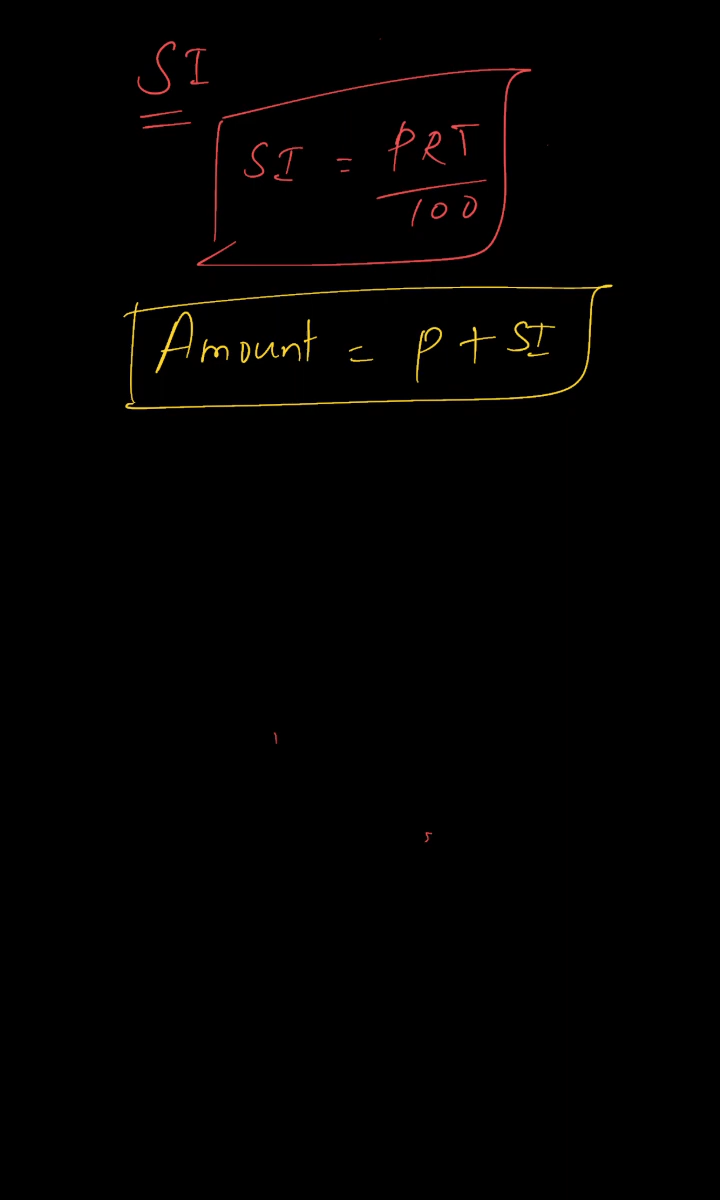 SI
SI = PRT/100
Amount = P + SI